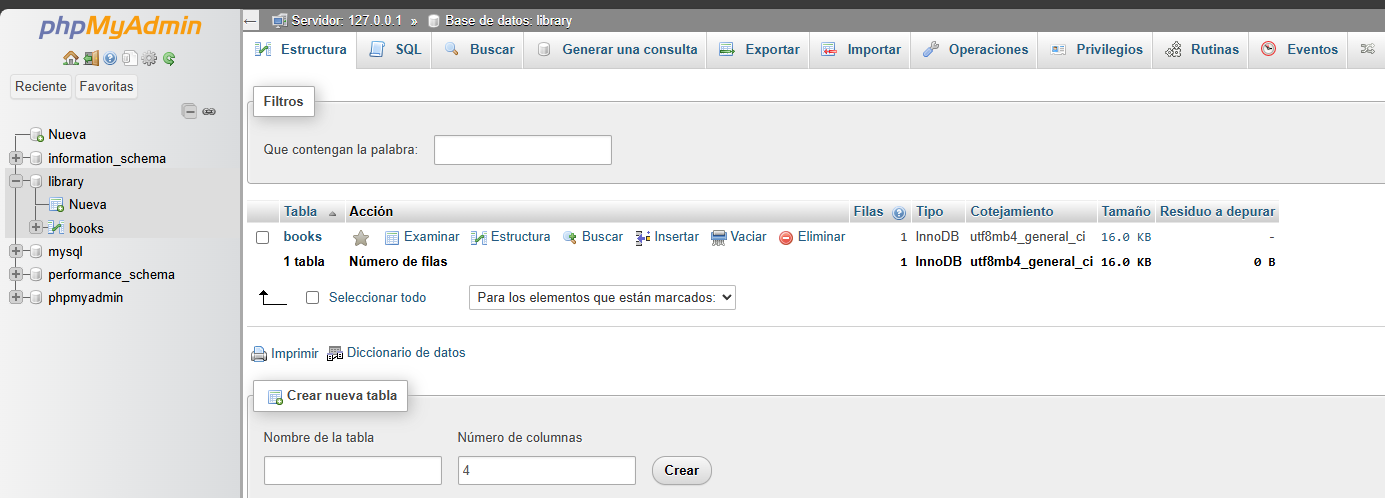 phpMyAdmin
Reciente Favoritas
Nueva
information_schema
library
Nueva
books
mysql
performance_schema
phpmyadmin
Servidor: 127.0.0.1 » Base de datos: library
Estructura SQL Buscar Generar una consulta Exportar Importar Operaciones Privilegios Rutinas Eventos
Filtros
Que contengan la palabra:
Tabla Acción Filas Tipo Cotejamiento Tamaño Residuo a depurar
books Examinar Estructura Buscar Insertar Vaciar Eliminar 1 InnoDB utf8mb4_general_ci 16.0 KB -
1 tabla Número de filas 1 InnoDB utf8mb4_general_ci 16.0 KB 0 B
Seleccionar todo Para los elementos que están marcados:
Imprimir Diccionario de datos
Crear nueva tabla
Nombre de la tabla Número de columnas
4 Crear